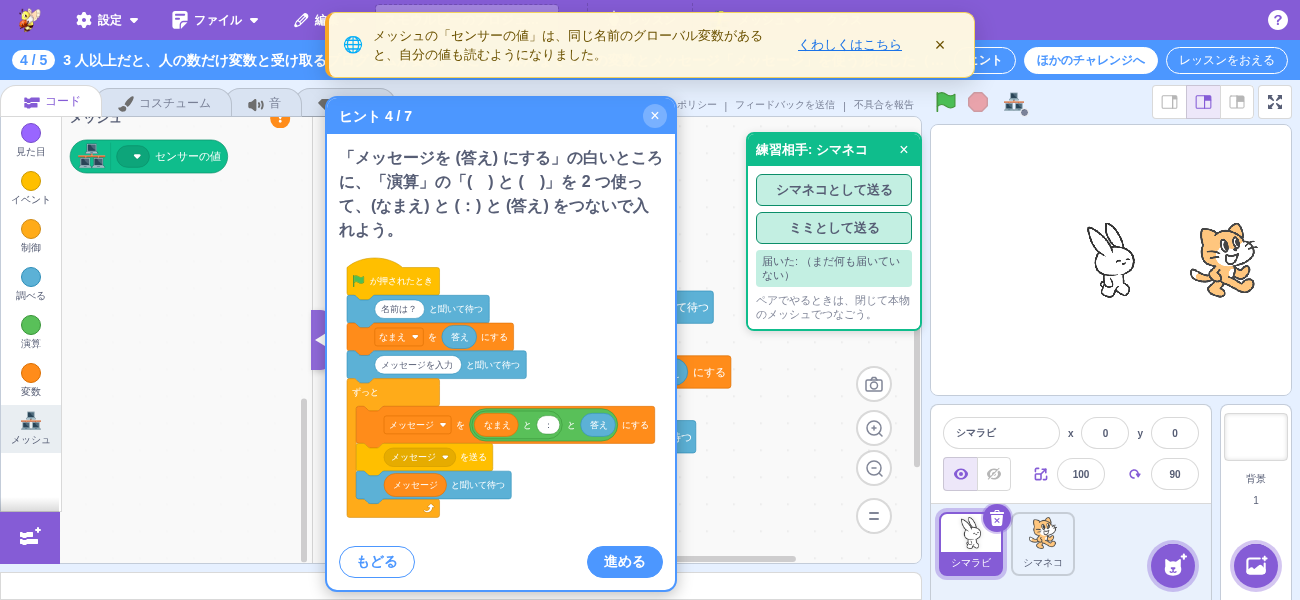 設定
ファイル
編
メッシュの「センサーの値」は、同じ名前のグローバル変数がある
と、自分の値も読むようになりました。
くわしくはこちら
×
?
4 / 5
3 人以上だと、人の数だけ変数と受け取る
ヒント
ほかのチャレンジへ
レッスンをおえる
コード
コスチューム
音
ポリシー | フィードバックを送信 | 不具合を報告
見た目
イベント
制御
調べる
演算
変数
メッシュ
メッシュ
センサーの値
ヒント 4 / 7
×
「メッセージを (答え) にする」の白いところ
に、「演算」の「(　) と (　)」を 2 つ使っ
て、(なまえ) と (：) と (答え) をつないで入
れよう。
が押されたとき
名前は？ と聞いて待つ
なまえ を 答え にする
メッセージを入力 と聞いて待つ
ずっと
メッセージ を なまえ と ： と 答え にする
メッセージ を送る
メッセージ と聞いて待つ
もどる
進める
て待つ
にする
待つ
練習相手: シマネコ
×
シマネコとして送る
ミミとして送る
届いた: （まだ何も届いてい
ない）
ペアでやるときは、閉じて本物
のメッシュでつなごう。
シマラビ
x
0
y
0
100
90
シマラビ
シマネコ
背景
1